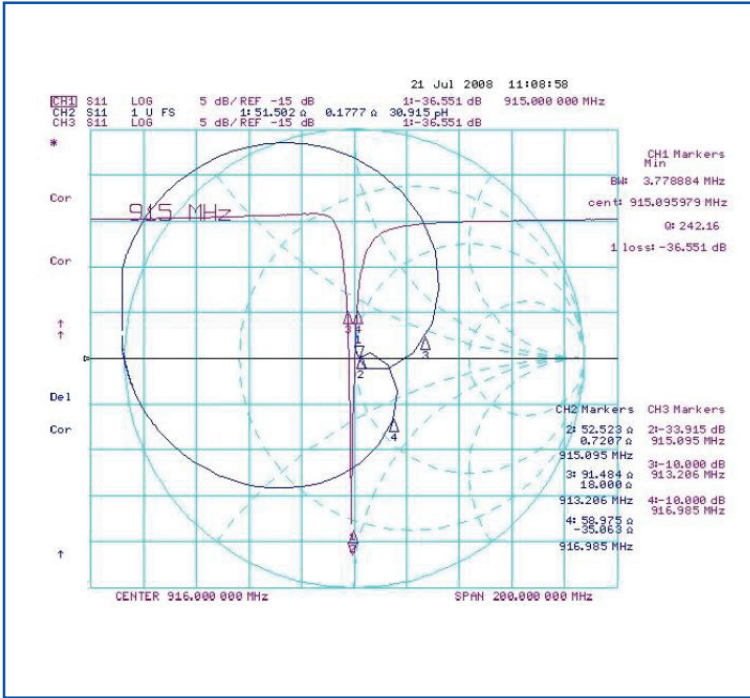 21 Jul 2008 11:08:58
CH1 S11 LOG 5 dB/REF -15 dB 1:-36.551 dB 915.000 000 MHz
CH2 S11 1 U FS 1:51.502 Ω 0.1777 Ω 30.915 pH
CH3 S11 LOG 5 dB/REF -15 dB 1:-36.551 dB
*
CH1 Markers
Min
BW: 3.778884 MHz
Cor
cent: 915.095979 MHz
915 MHz
Q: 242.16
1 loss: -36.551 dB
Cor
3 4
1
3
2
Del
4
Cor
CH2 Markers CH3 Markers
2: 52.523 Ω 2:-33.915 dB
0.7207 Ω 915.095 MHz
915.095 MHz
3:-10.000 dB
3: 91.484 Ω 913.206 MHz
18.000 Ω
913.206 MHz 4:-10.000 dB
916.985 MHz
4: 58.975 Ω
-35.063 Ω
916.985 MHz
CENTER 916.000 000 MHz SPAN 200.000 000 MHz